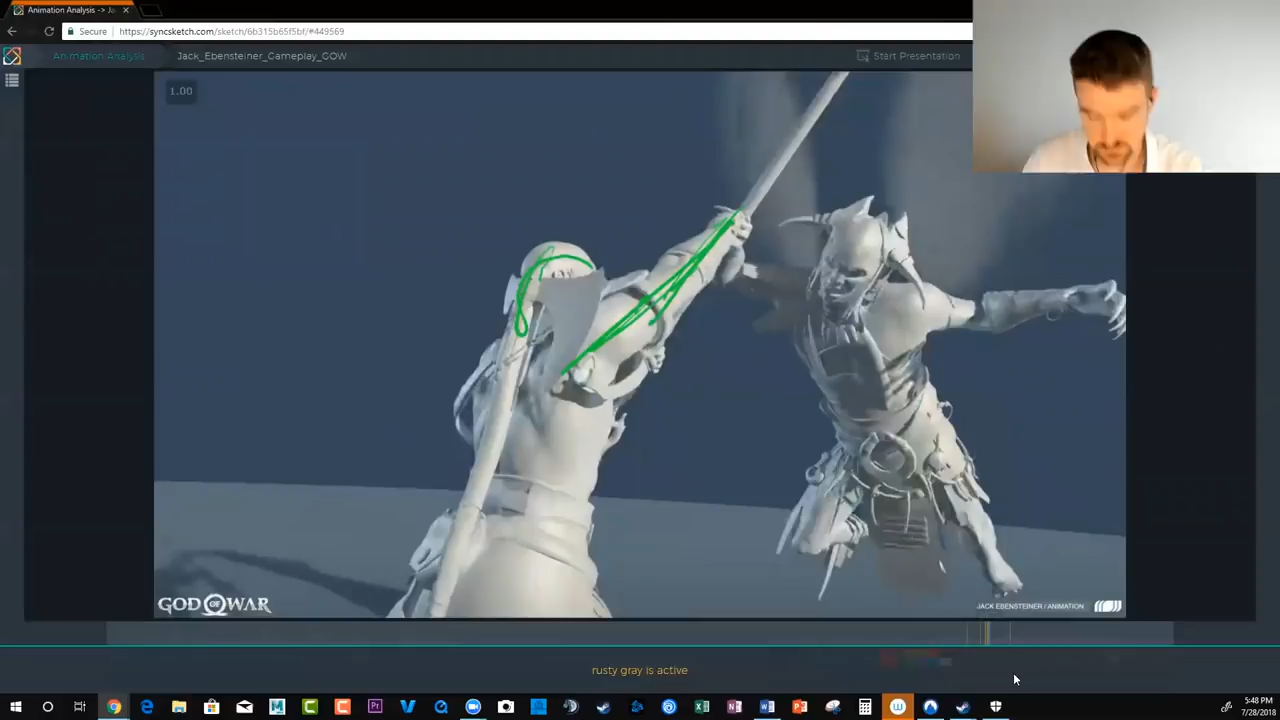 Animation Analysis -> Jo
Secure
https://syncsketch.com/sketch/6b315b65f5bf/#449569
Animation Analysis
Jack_Ebensteiner_Gameplay_GOW
Start Presentation
1.00
GOD OF WAR
JACK EBENSTEINER / ANIMATION
rusty gray is active
5:48 PM
7/28/2018